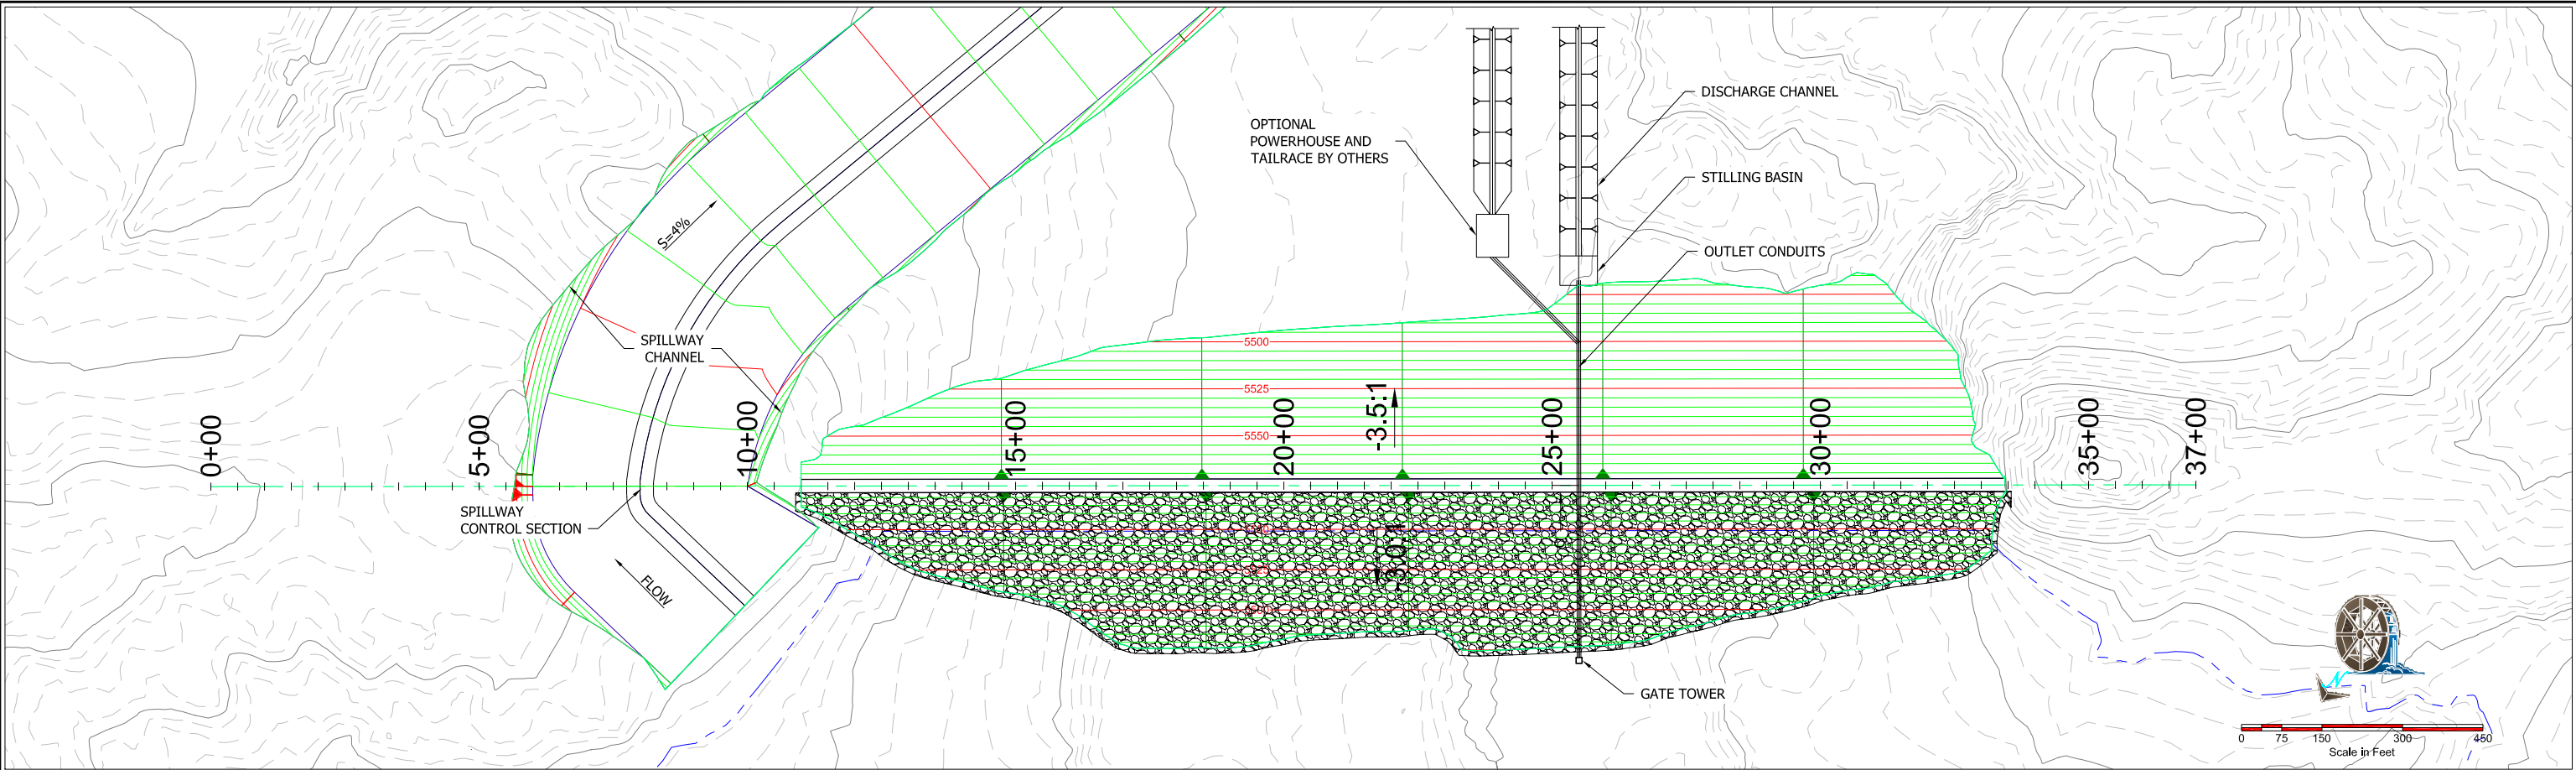 DISCHARGE CHANNEL
OPTIONAL
POWERHOUSE AND
TAILRACE BY OTHERS
STILLING BASIN
S=4%
OUTLET CONDUITS
SPILLWAY
CHANNEL
5500
5525
5550
-3.5:1
0+00
5+00
10+00
15+00
20+00
25+00
30+00
35+00
37+00
SPILLWAY
CONTROL SECTION
-3.0:1
FLOW
GATE TOWER
N
0 75 150 300 450
Scale in Feet